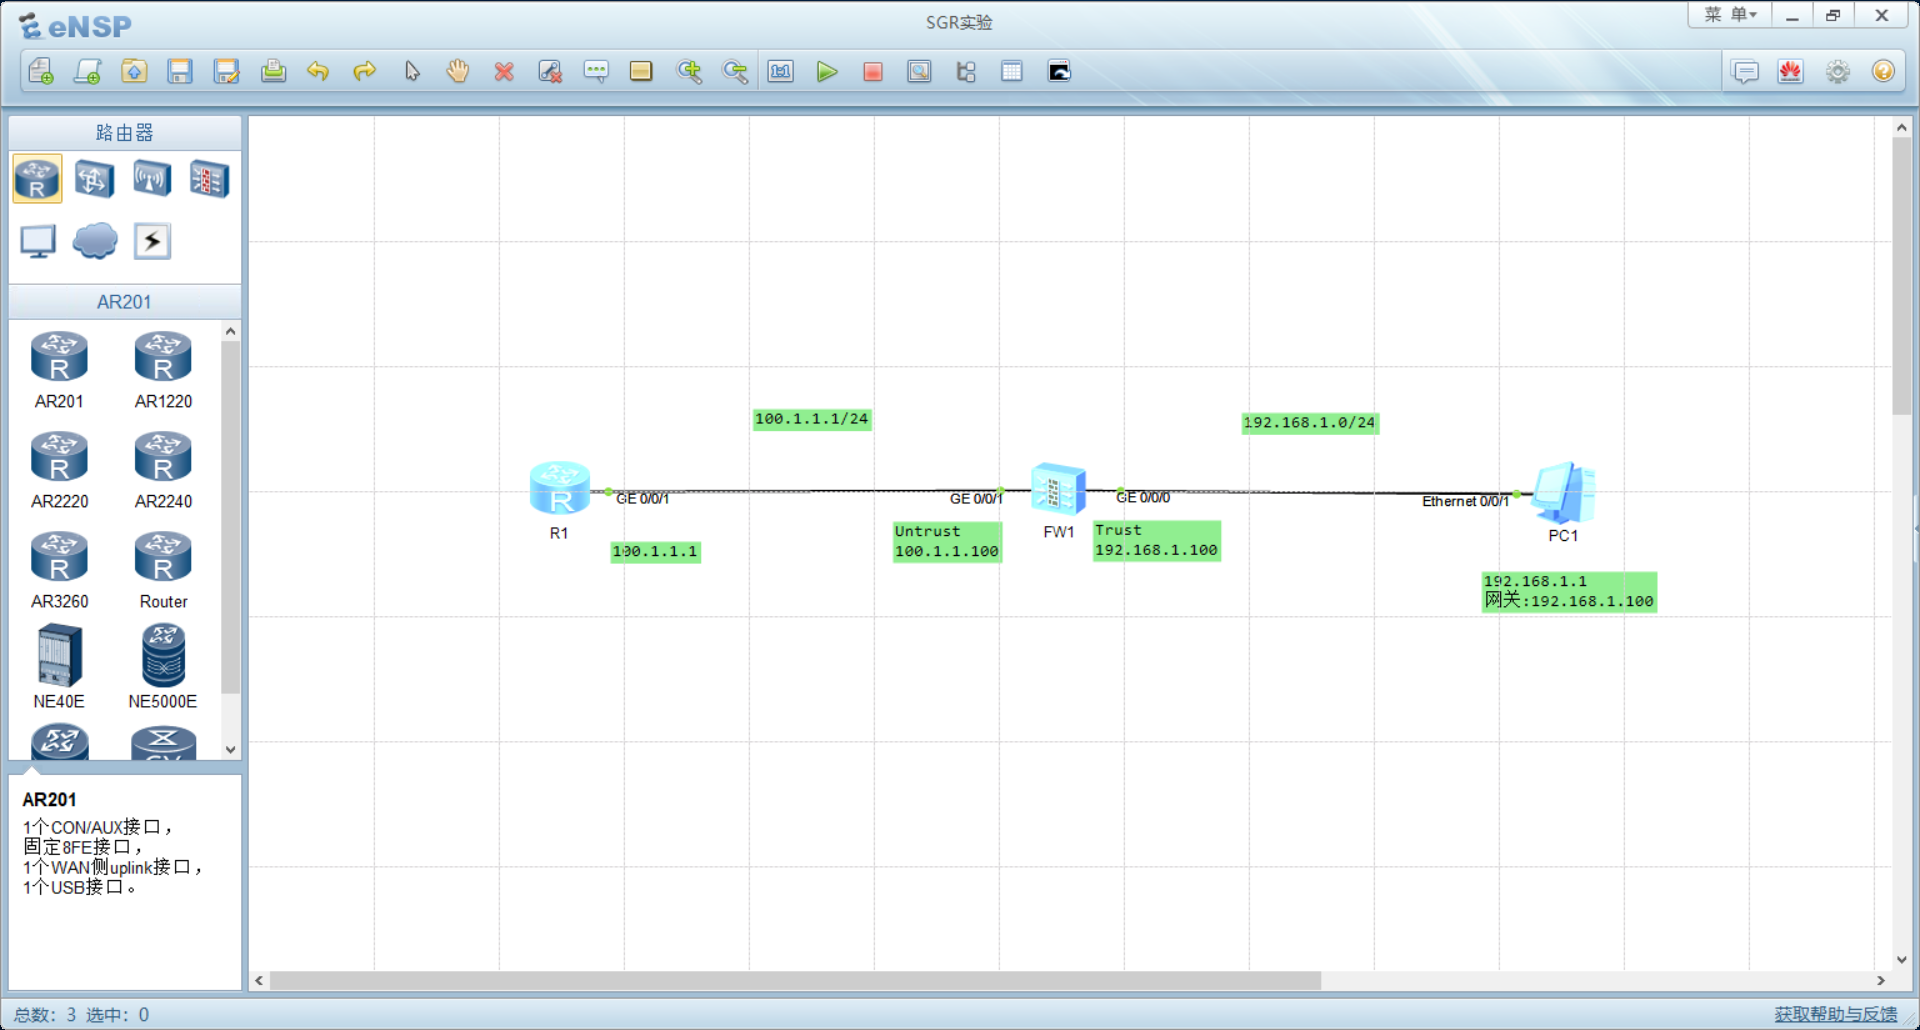 eNSP
SGR实验
菜 单
路由器
AR201
AR201
AR1220
AR2220
AR2240
AR3260
Router
NE40E
NE5000E
AR201
1个CON/AUX接口，
固定8FE接口，
1个WAN侧uplink接口，
1个USB接口。
100.1.1.1/24
192.168.1.0/24
GE 0/0/1
GE 0/0/1
GE 0/0/0
Ethernet 0/0/1
R1
FW1
PC1
100.1.1.1
Untrust
100.1.1.100
Trust
192.168.1.100
192.168.1.1
网关:192.168.1.100
总数: 3 选中: 0
获取帮助与反馈